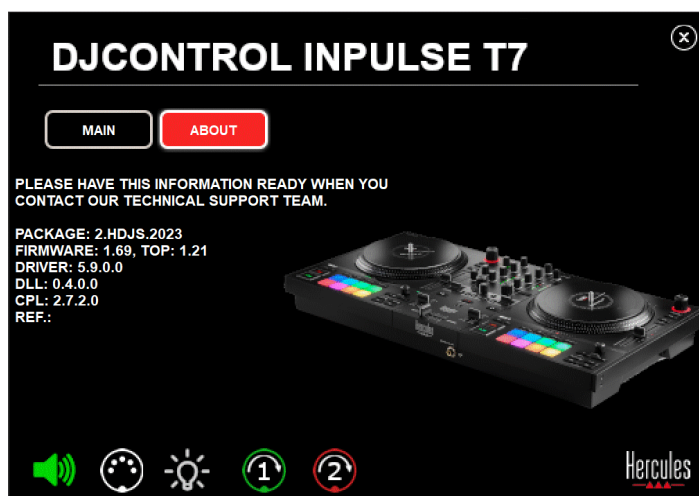 DJCONTROL INPULSE T7
MAIN
ABOUT
PLEASE HAVE THIS INFORMATION READY WHEN YOU
CONTACT OUR TECHNICAL SUPPORT TEAM.
PACKAGE: 2.HDJS.2023
FIRMWARE: 1.69, TOP: 1.21
DRIVER: 5.9.0.0
DLL: 0.4.0.0
CPL: 2.7.2.0
REF.:
1
2
Hercules